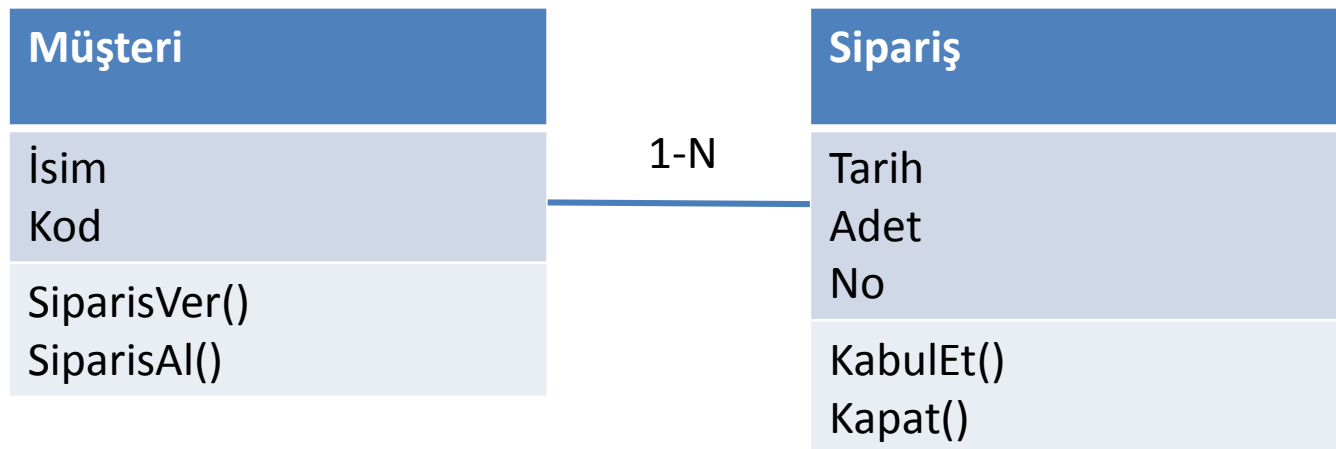 Müşteri
İsim
Kod
SiparisVer()
SiparisAl()
1-N
Sipariş
Tarih
Adet
No
KabulEt()
Kapat()